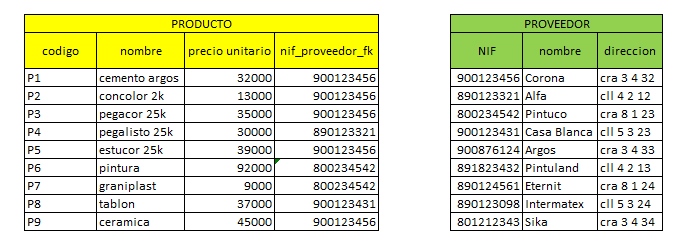 PRODUCTO PROVEEDOR
codigo nombre precio unitario nif_proveedor_fk NIF nombre direccion
P1 cemento argos 32000 900123456 900123456 Corona cra 3 4 32
P2 concolor 2k 13000 900123456 890123321 Alfa cll 4 2 12
P3 pegacor 25k 35000 900123456 800234542 Pintuco cra 8 1 23
P4 pegalisto 25k 30000 890123321 900123431 Casa Blanca cll 5 3 23
P5 estucor 25k 39000 900123456 900876124 Argos cra 3 4 33
P6 pintura 92000 800234542 891823432 Pintuland cll 4 2 13
P7 graniplast 9000 800234542 890124561 Eternit cra 8 1 24
P8 tablon 37000 900123431 890123098 Intermatex cll 5 3 24
P9 ceramica 45000 900123456 801212343 Sika cra 3 4 34